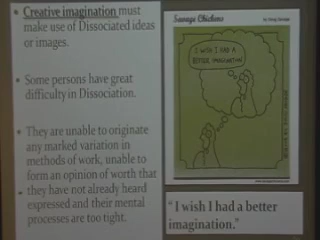 • Creative imagination must
make use of Dissociated ideas
or images.
• Some persons have great
difficulty in Dissociation.
• They are unable to originate
any marked variation in
methods of work, unable to
form an opinion of worth that
they have not already heard
expressed and their mental
processes are too tight.
Savage Chickens
by Doug Savage
I WISH I HAD A
BETTER IMAGINATION
"I wish I had a better
imagination."